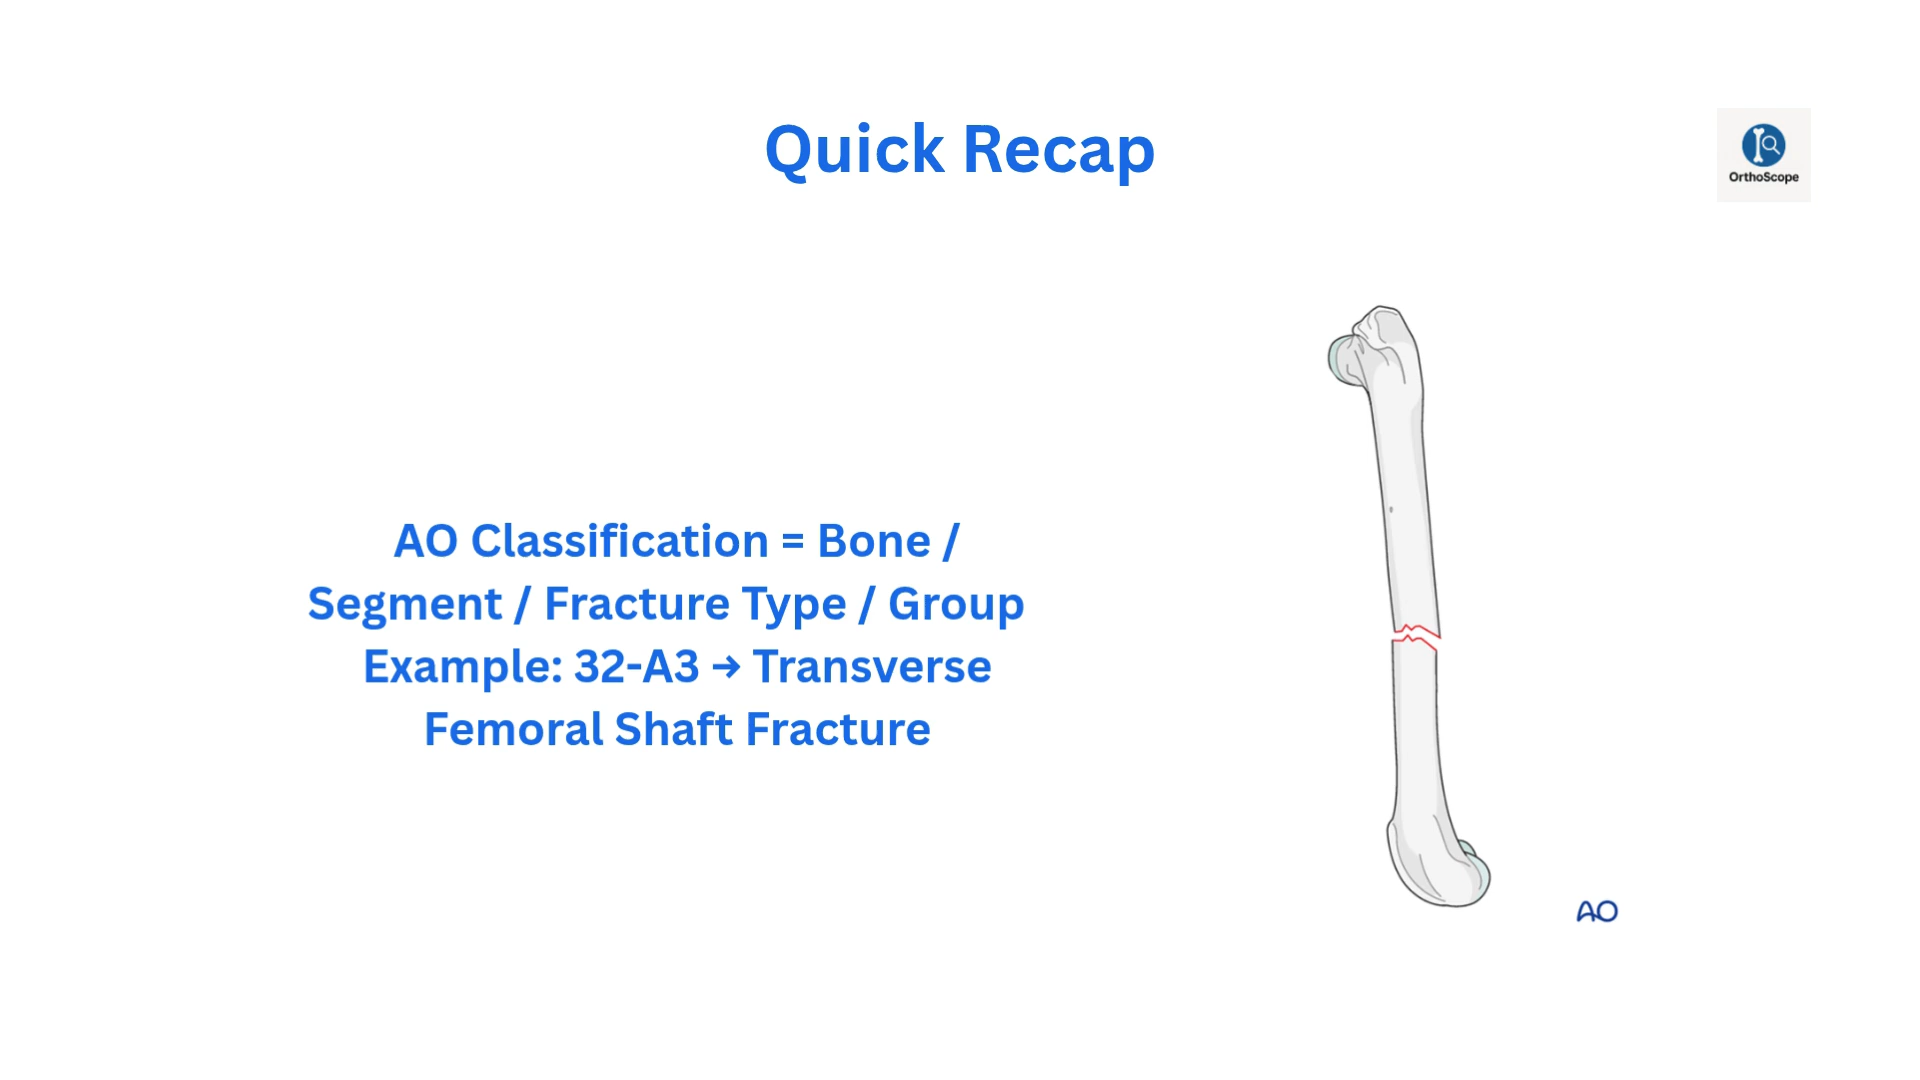 Quick Recap
OrthoScope
AO Classification = Bone /
Segment / Fracture Type / Group
Example: 32-A3 → Transverse
Femoral Shaft Fracture
AO